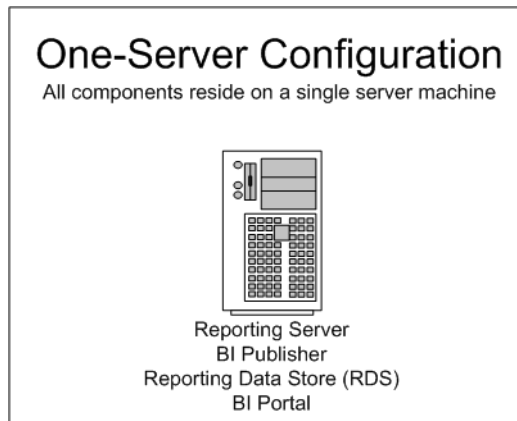 One-Server Configuration
All components reside on a single server machine
Reporting Server
BI Publisher
Reporting Data Store (RDS)
BI Portal